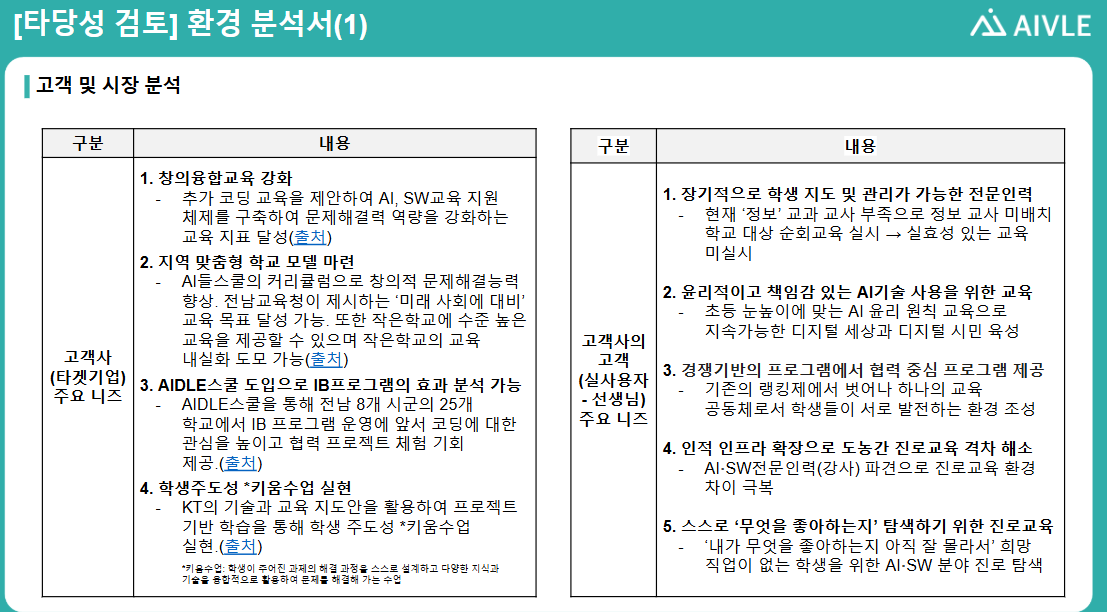 [타당성 검토] 환경 분석서(1)
AIVLE
고객 및 시장 분석
구분
내용
고객사
(타겟기업)
주요 니즈
1. 창의융합교육 강화
- 추가 코딩 교육을 제안하여 AI, SW교육 지원
체제를 구축하여 문제해결력 역량을 강화하는
교육 지표 달성(출처)
2. 지역 맞춤형 학교 모델 마련
- AI들스쿨의 커리큘럼으로 창의적 문제해결능력
향상. 전남교육청이 제시하는 ‘미래 사회에 대비’
교육 목표 달성 가능. 또한 작은학교에 수준 높은
교육을 제공할 수 있으며 작은학교의 교육
내실화 도모 가능(출처)
3. AIDLE스쿨 도입으로 IB프로그램의 효과 분석 가능
- AIDLE스쿨을 통해 전남 8개 시군의 25개
학교에서 IB 프로그램 운영에 앞서 코딩에 대한
관심을 높이고 협력 프로젝트 체험 기회
제공.(출처)
4. 학생주도성 *키움수업 실현
- KT의 기술과 교육 지도안을 활용하여 프로젝트
기반 학습을 통해 학생 주도성 *키움수업
실현.(출처)
*키움수업: 학생이 주어진 과제의 해결 과정을 스스로 설계하고 다양한 지식과
기술을 융합적으로 활용하여 문제를 해결해 가는 수업
구분
내용
고객사의
고객
(실사용자
- 선생님)
주요 니즈
1. 장기적으로 학생 지도 및 관리가 가능한 전문인력
- 현재 ‘정보’ 교과 교사 부족으로 정보 교사 미배치
학교 대상 순회교육 실시 → 실효성 있는 교육
미실시
2. 윤리적이고 책임감 있는 AI기술 사용을 위한 교육
- 초등 눈높이에 맞는 AI 윤리 원칙 교육으로
지속가능한 디지털 세상과 디지털 시민 육성
3. 경쟁기반의 프로그램에서 협력 중심 프로그램 제공
- 기존의 랭킹제에서 벗어나 하나의 교육
공동체로서 학생들이 서로 발전하는 환경 조성
4. 인적 인프라 확장으로 도농간 진로교육 격차 해소
- AI·SW전문인력(강사) 파견으로 진로교육 환경
차이 극복
5. 스스로 ‘무엇을 좋아하는지’ 탐색하기 위한 진로교육
- ‘내가 무엇을 좋아하는지 아직 잘 몰라서’ 희망
직업이 없는 학생을 위한 AI·SW 분야 진로 탐색